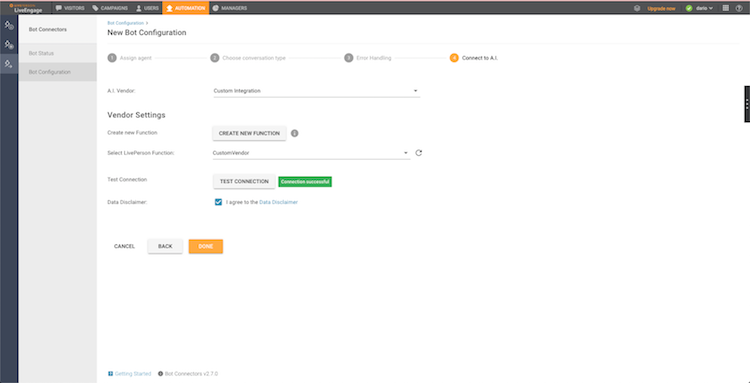 LiveEngage VISITORS CAMPAIGNS USERS AUTOMATION MANAGERS Upgrade now dario
Bot Connectors
Bot Status
Bot Configuration
Bot Configuration >
New Bot Configuration
1 Assign agent 2 Choose conversation type 3 Error Handling 4 Connect to A.I.
A.I. Vendor: Custom Integration
Vendor Settings
Create new Function: CREATE NEW FUNCTION
Select LivePerson Function: CustomVendor
Test Connection: TEST CONNECTION Connection successful
Data Disclaimer: I agree to the Data Disclaimer
CANCEL BACK DONE
Getting Started Bot Connectors v2.7.0